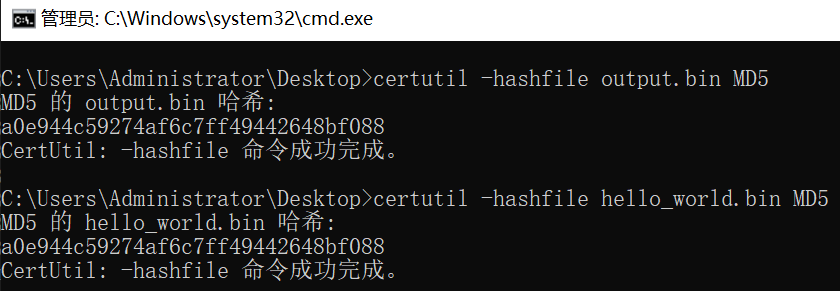 管理员: C:\Windows\system32\cmd.exe
C:\Users\Administrator\Desktop>certutil -hashfile output.bin MD5
MD5 的 output.bin 哈希:
a0e944c59274af6c7ff49442648bf088
CertUtil: -hashfile 命令成功完成。
C:\Users\Administrator\Desktop>certutil -hashfile hello_world.bin MD5
MD5 的 hello_world.bin 哈希:
a0e944c59274af6c7ff49442648bf088
CertUtil: -hashfile 命令成功完成。